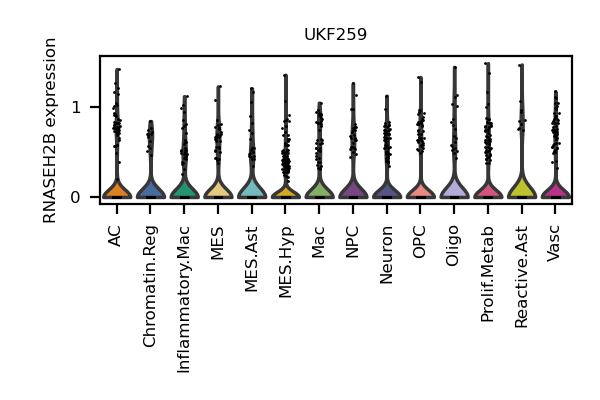 UKF259
RNASEH2B expression
1
0
AC
Chromatin.Reg
Inflammatory.Mac
MES
MES.Ast
MES.Hyp
Mac
NPC
Neuron
OPC
Oligo
Prolif.Metab
Reactive.Ast
Vasc